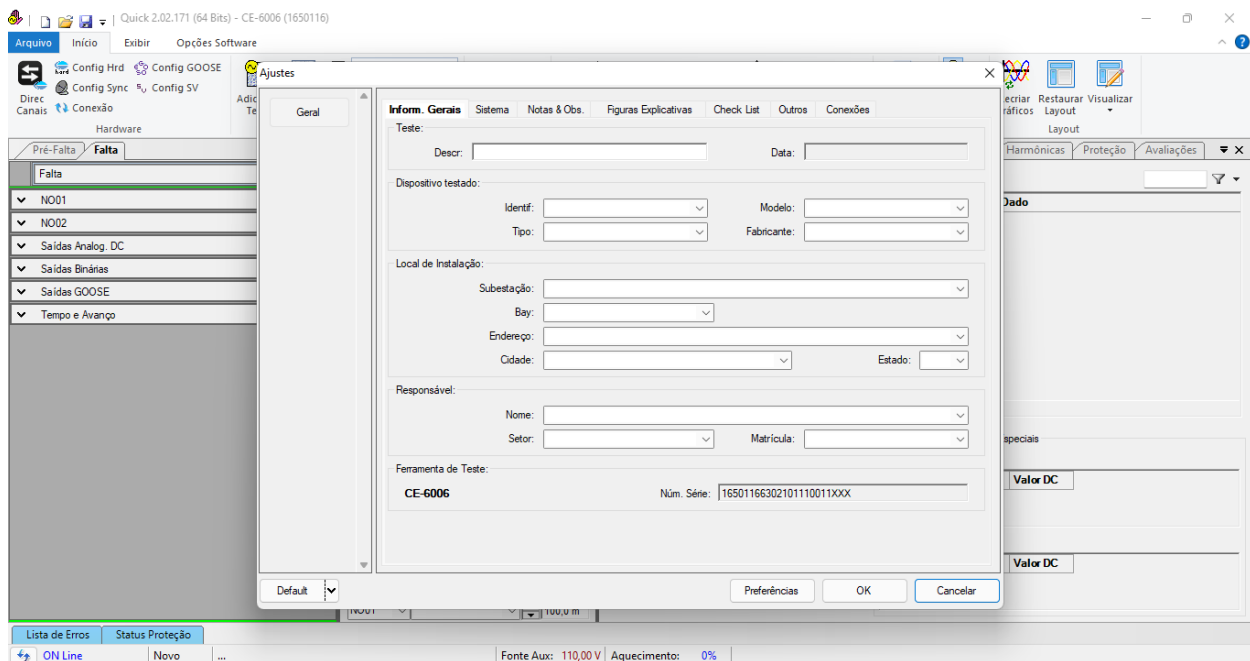 Quick 2.02.171 (64 Bits) - CE-6006 (1650116)
Arquivo Início Exibir Opções Software
Config Hrd Config GOOSE
Config Sync Config SV
Direc Canais Conexão
Hardware
Restaurar Layout Visualizar
Layout
Pré-Falta Falta
Harmônicas Proteção Avaliações
Falta
NO01
NO02
Saídas Analog. DC
Saídas Binárias
Saídas GOOSE
Tempo e Avanço
Ajustes
Geral
Inform. Gerais Sistema Notas & Obs. Figuras Explicativas Check List Outros Conexões
Teste:
Descr: Data:
Dispositivo testado:
Identif: Modelo:
Tipo: Fabricante:
Local de Instalação:
Subestação:
Bay:
Endereço:
Cidade: Estado:
Responsável:
Nome:
Setor: Matrícula:
Ferramenta de Teste:
CE-6006 Núm. Série: 16501166302101110011XXX
Default Preferências OK Cancelar
Valor DC
Valor DC
NO01 100,0 m
Lista de Erros Status Proteção
ON Line Novo ... Fonte Aux: 110,00 V Aquecimento: 0%